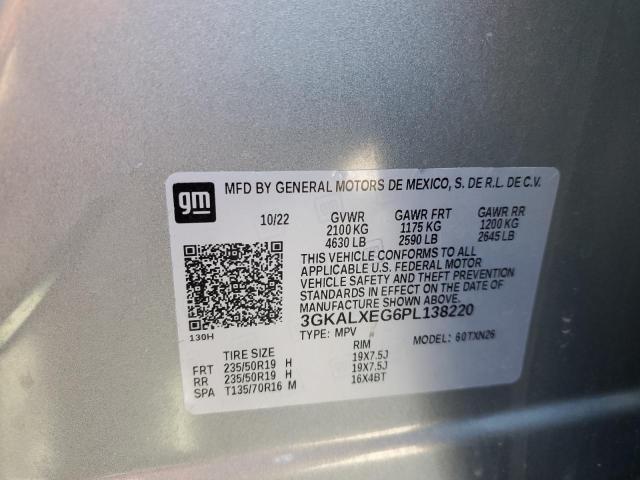 gm
MFD BY GENERAL MOTORS DE MEXICO, S. DE R.L. DE C.V.
10/22 GVWR GAWR FRT GAWR RR
2100 KG 1175 KG 1200 KG
4630 LB 2590 LB 2645 LB
THIS VEHICLE CONFORMS TO ALL
APPLICABLE U.S. FEDERAL MOTOR
VEHICLE SAFETY AND THEFT PREVENTION
STANDARDS IN EFFECT ON THE DATE OF
MANUFACTURE SHOWN ABOVE.
3GKALXEG6PL138220
130H TYPE: MPV MODEL: 60TXN26
TIRE SIZE RIM
FRT 235/50R19 H 19X7.5J
RR 235/50R19 H 19X7.5J
SPA T135/70R16 M 16X4BT